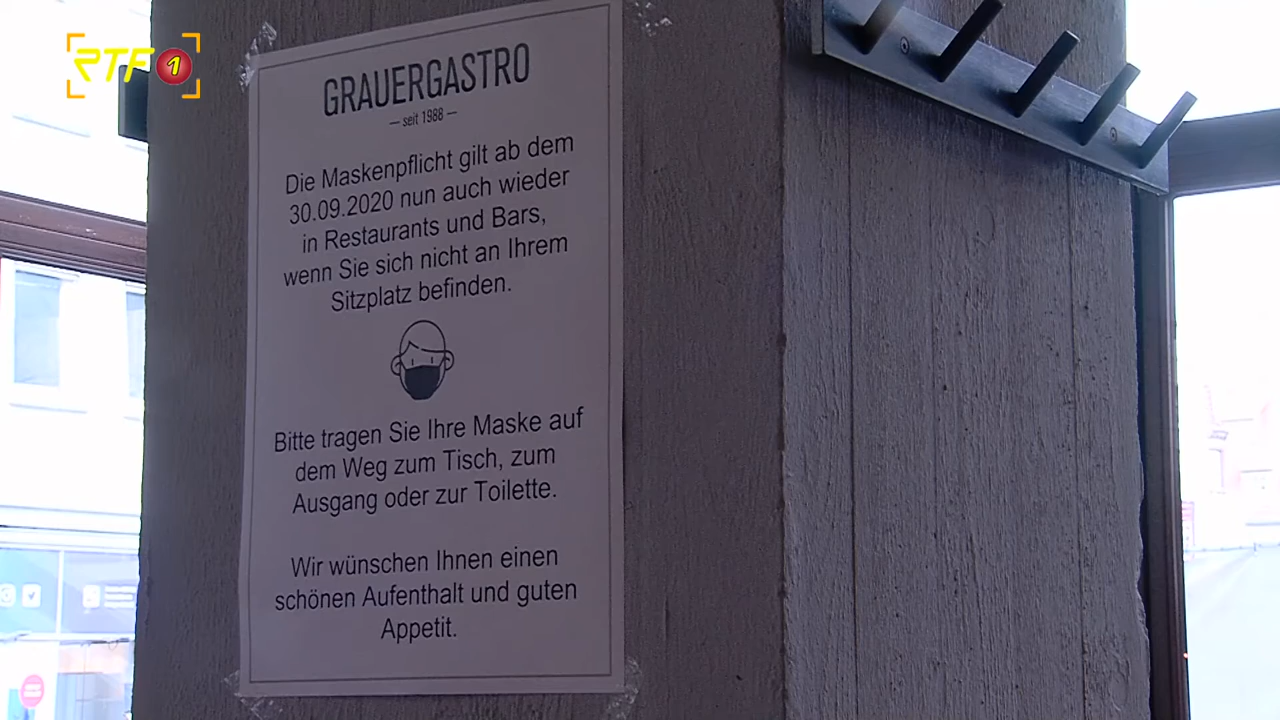 RTF 1
GRAUERGASTRO
— seit 1988 —
Die Maskenpflicht gilt ab dem
30.09.2020 nun auch wieder
in Restaurants und Bars,
wenn Sie sich nicht an Ihrem
Sitzplatz befinden.
Bitte tragen Sie Ihre Maske auf
dem Weg zum Tisch, zum
Ausgang oder zur Toilette.
Wir wünschen Ihnen einen
schönen Aufenthalt und guten
Appetit.